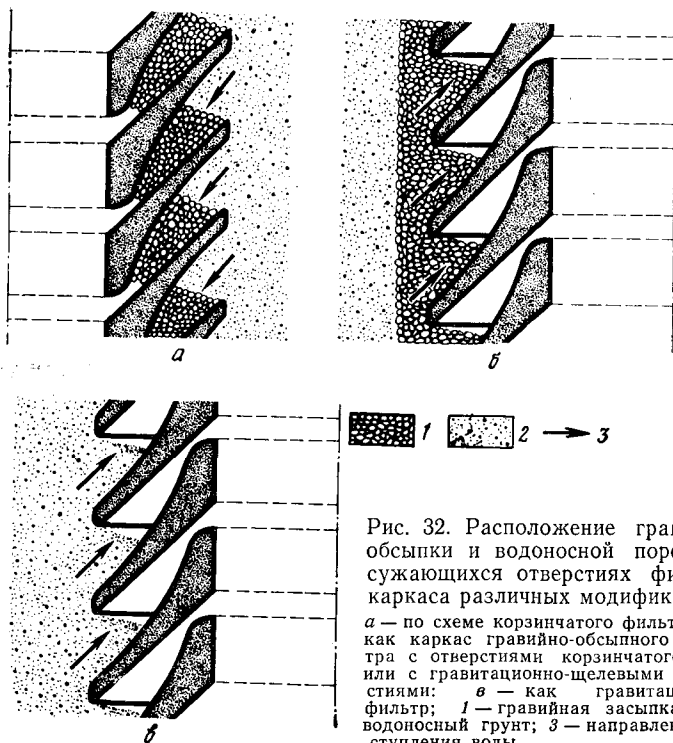 а
б
1 2 3
в
Рис. 32. Расположение грав
обсыпки и водоносной поро
сужающихся отверстиях фи
каркаса различных модифик
а — по схеме корзинчатого фильт
как каркас гравийно-обсыпного
тра с отверстиями корзинчатог
или с гравитационно-щелевыми
стиями: в — как гравитац
фильтр; 1 — гравийная засыпка
водоносный грунт; 3 — направлен
ступления воды